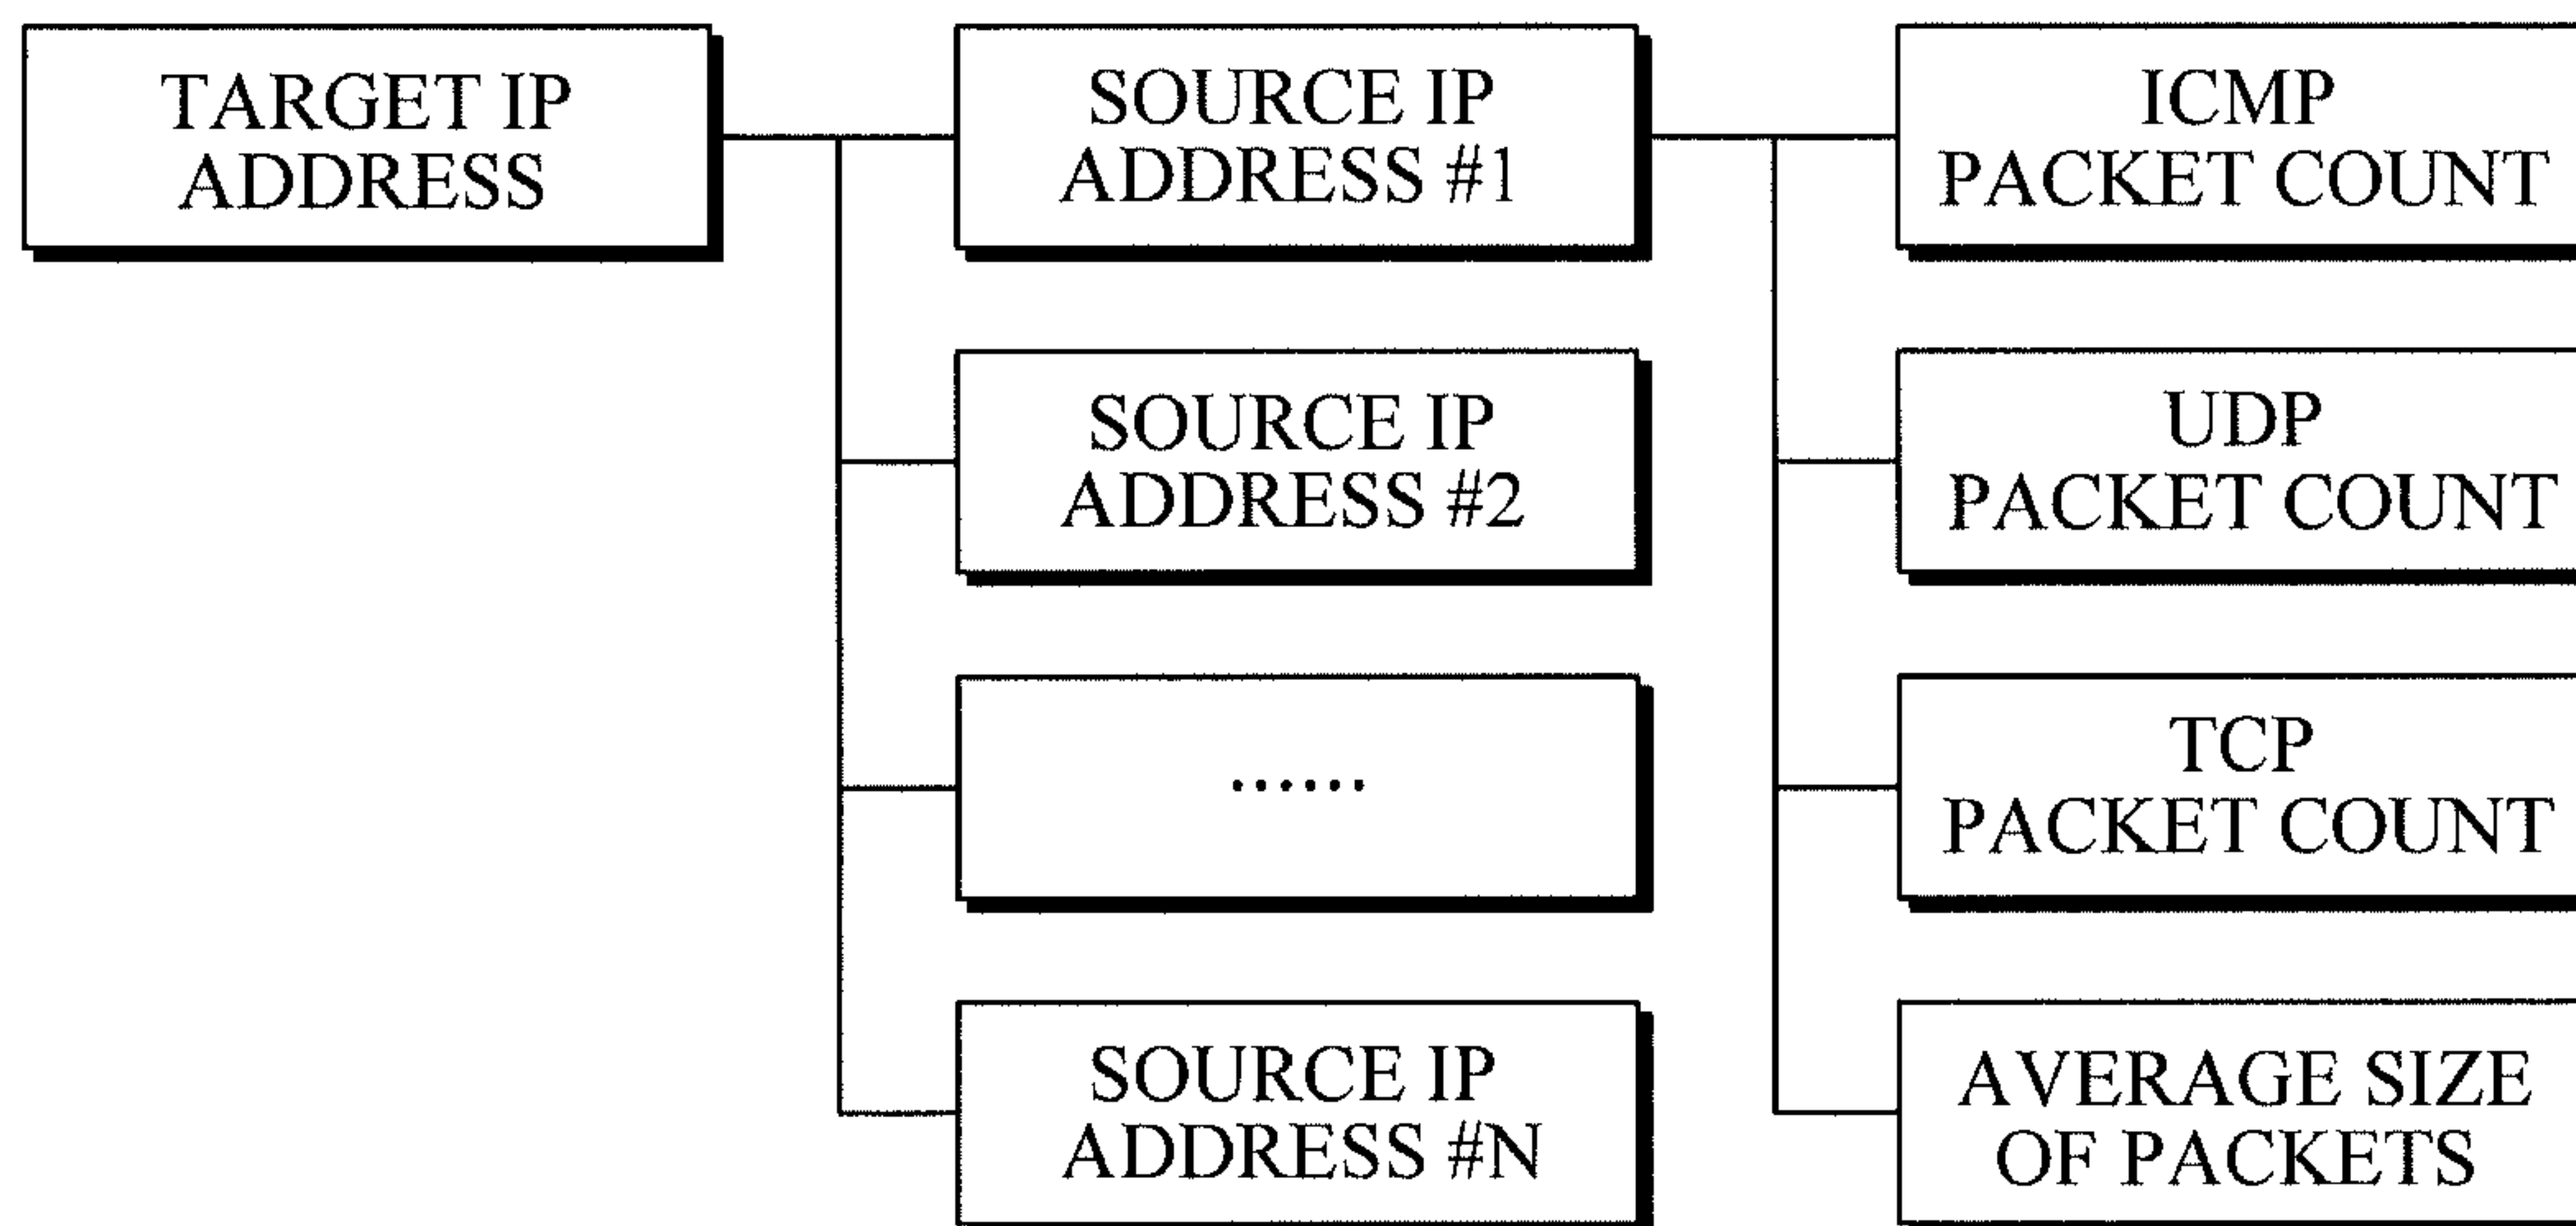 TARGET IP
ADDRESS
SOURCE IP
ADDRESS #1
SOURCE IP
ADDRESS #2
......
SOURCE IP
ADDRESS #N
ICMP
PACKET COUNT
UDP
PACKET COUNT
TCP
PACKET COUNT
AVERAGE SIZE
OF PACKETS